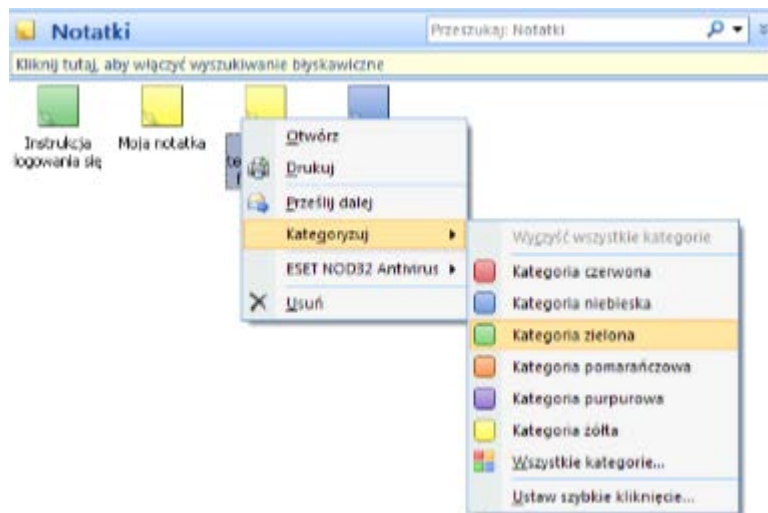 Notatki
Przeszukaj: Notatki
Kliknij tutaj, aby włączyć wyszukiwanie błyskawiczne
Instrukcja
logowania się
Moja notatka
te
Otwórz
Drukuj
Prześlij dalej
Kategoryzuj
ESET NOD32 Antivirus
Usuń
Wyczyść wszystkie kategorie
Kategoria czerwona
Kategoria niebieska
Kategoria zielona
Kategoria pomarańczowa
Kategoria purpurowa
Kategoria żółta
Wszystkie kategorie...
Ustaw szybkie kliknięcie...